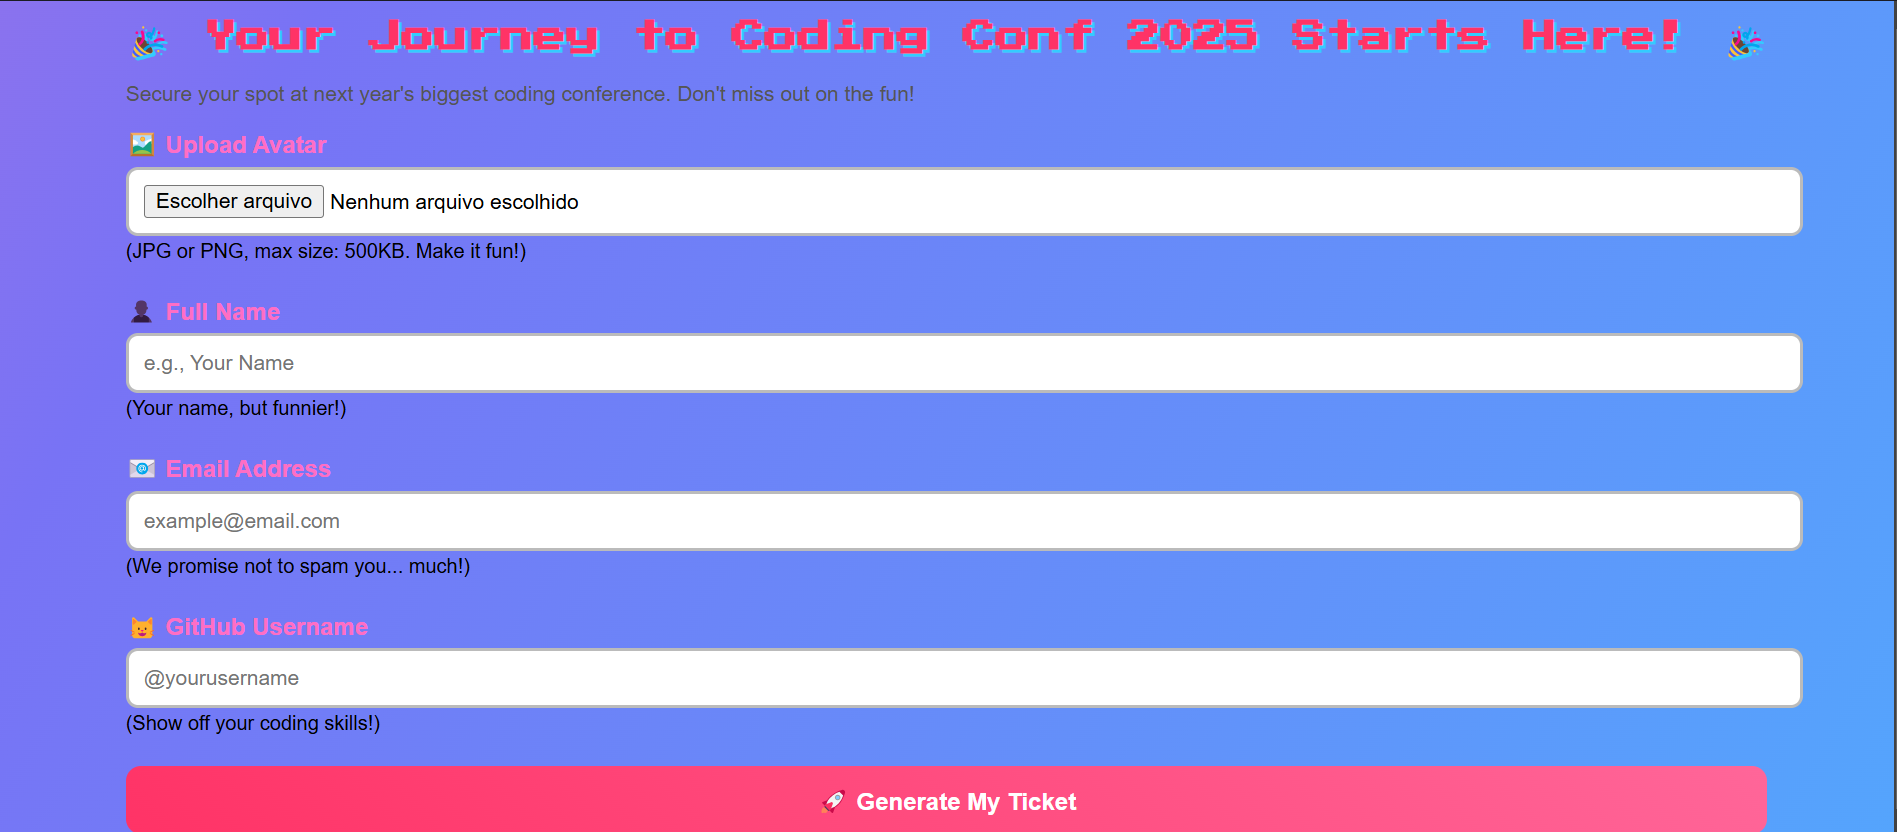 🎉 Your Journey to Coding Conf 2025 Starts Here! 🎉
Secure your spot at next year's biggest coding conference. Don't miss out on the fun!
🖼️ Upload Avatar
Escolher arquivo Nenhum arquivo escolhido
(JPG or PNG, max size: 500KB. Make it fun!)
👤 Full Name
e.g., Your Name
(Your name, but funnier!)
📧 Email Address
example@email.com
(We promise not to spam you... much!)
🐱 GitHub Username
@yourusername
(Show off your coding skills!)
🚀 Generate My Ticket